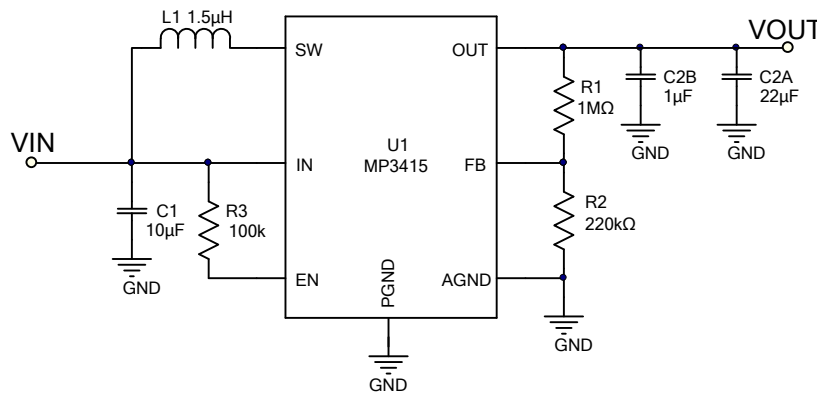 L1 1.5µH
VOUT
SW
OUT
R1
1MΩ
C2B
1µF
C2A
22µF
GND
GND
U1
MP3415
VIN
IN
FB
C1
10µF
R3
100k
R2
220kΩ
GND
EN
PGND
AGND
GND
GND